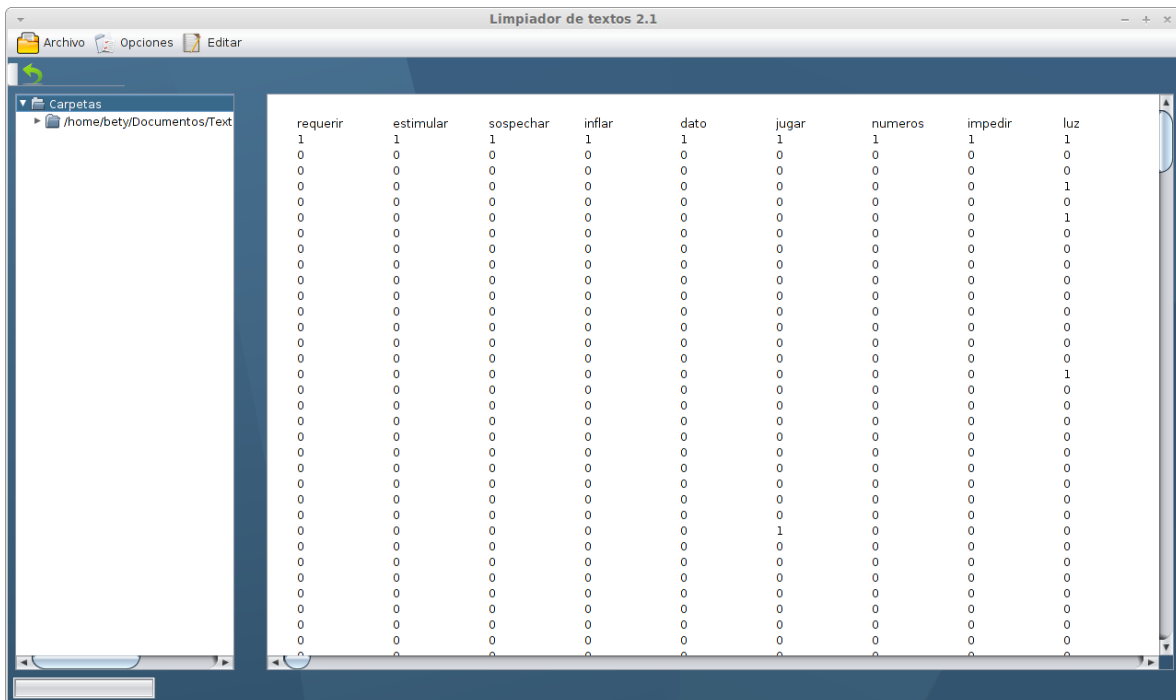 Limpiador de textos 2.1
Archivo Opciones Editar
Carpetas
/home/bety/Documentos/Text
requerir estimular sospechar inflar dato jugar numeros impedir luz
1 1 1 1 1 1 1 1 1
0 0 0 0 0 0 0 0 0
0 0 0 0 0 0 0 0 0
0 0 0 0 0 0 0 0 1
0 0 0 0 0 0 0 0 0
0 0 0 0 0 0 0 0 1
0 0 0 0 0 0 0 0 0
0 0 0 0 0 0 0 0 0
0 0 0 0 0 0 0 0 0
0 0 0 0 0 0 0 0 0
0 0 0 0 0 0 0 0 0
0 0 0 0 0 0 0 0 0
0 0 0 0 0 0 0 0 0
0 0 0 0 0 0 0 0 0
0 0 0 0 0 0 0 0 0
0 0 0 0 0 0 0 0 1
0 0 0 0 0 0 0 0 0
0 0 0 0 0 0 0 0 0
0 0 0 0 0 0 0 0 0
0 0 0 0 0 0 0 0 0
0 0 0 0 0 0 0 0 0
0 0 0 0 0 0 0 0 0
0 0 0 0 0 0 0 0 0
0 0 0 0 0 0 0 0 0
0 0 0 0 0 0 0 0 0
0 0 0 0 0 1 0 0 0
0 0 0 0 0 0 0 0 0
0 0 0 0 0 0 0 0 0
0 0 0 0 0 0 0 0 0
0 0 0 0 0 0 0 0 0
0 0 0 0 0 0 0 0 0
0 0 0 0 0 0 0 0 0
0 0 0 0 0 0 0 0 0